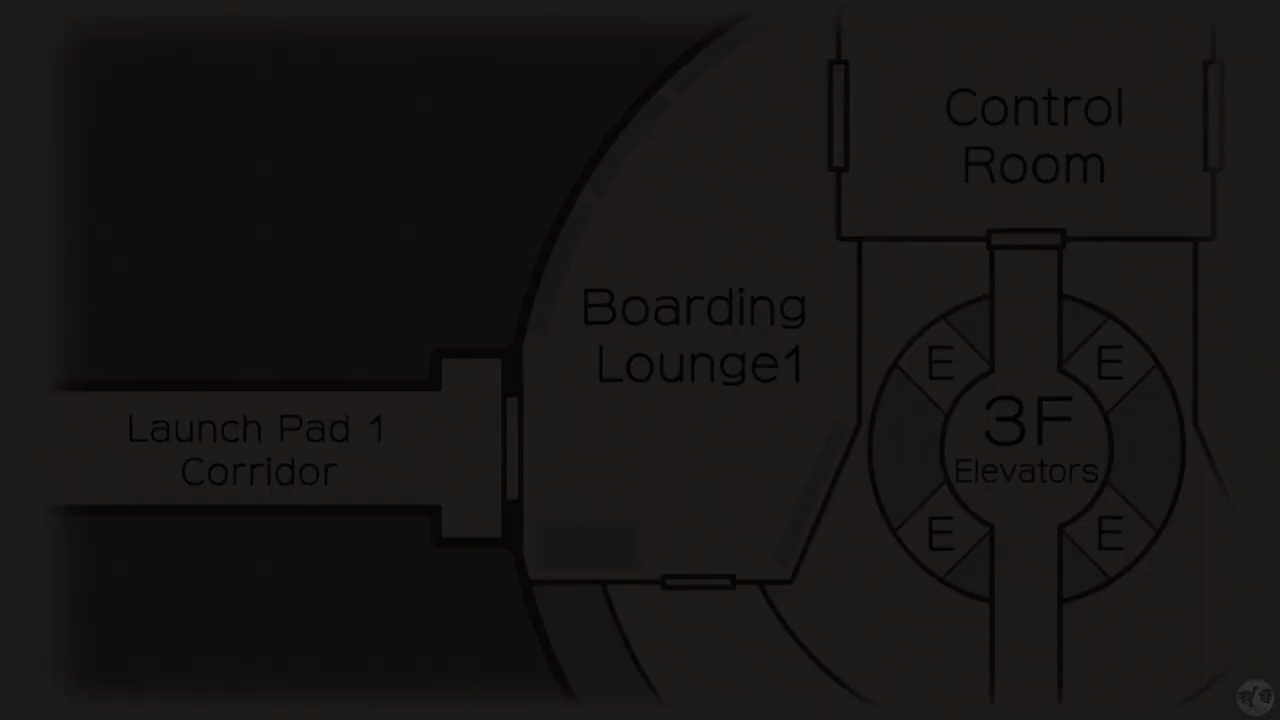 Control
Room
Boarding
Lounge1
Launch Pad 1
Corridor
E
E
3F
Elevators
E
E